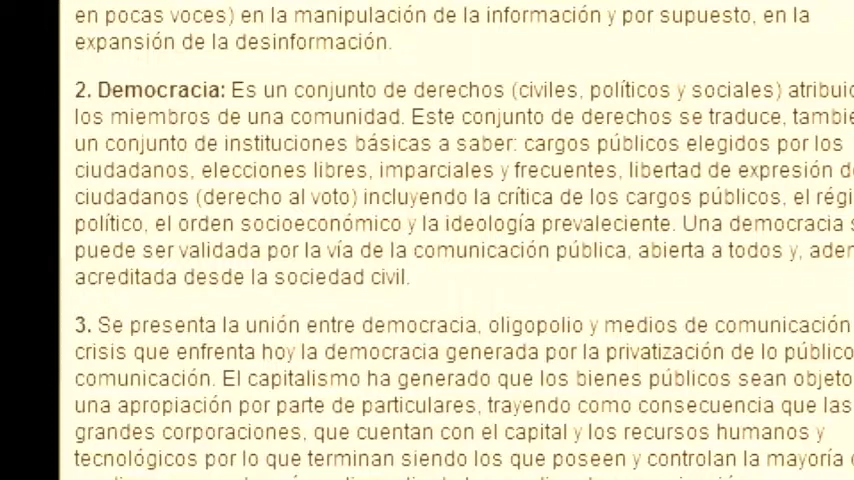 en pocas voces) en la manipulación de la información y por supuesto, en la
expansión de la desinformación.
2. Democracia: Es un conjunto de derechos (civiles, políticos y sociales)
los miembros de una comunidad. Este conjunto de derechos se traduce,
un conjunto de instituciones básicas a saber: cargos públicos elegidos por los
ciudadanos, elecciones libres, imparciales y frecuentes, libertad de expresión
ciudadanos (derecho al voto) incluyendo la crítica de los cargos públicos, el
político, el orden socioeconómico y la ideología prevaleciente. Una democracia
puede ser validada por la vía de la comunicación pública, abierta a todos y,
acreditada desde la sociedad civil.
3. Se presenta la unión entre democracia, oligopolio y medios de comunicación
crisis que enfrenta hoy la democracia generada por la privatización de lo público
comunicación. El capitalismo ha generado que los bienes públicos sean objeto
una apropiación por parte de particulares, trayendo como consecuencia que las
grandes corporaciones, que cuentan con el capital y los recursos humanos y
tecnológicos por lo que terminan siendo los que poseen y controlan la mayoría